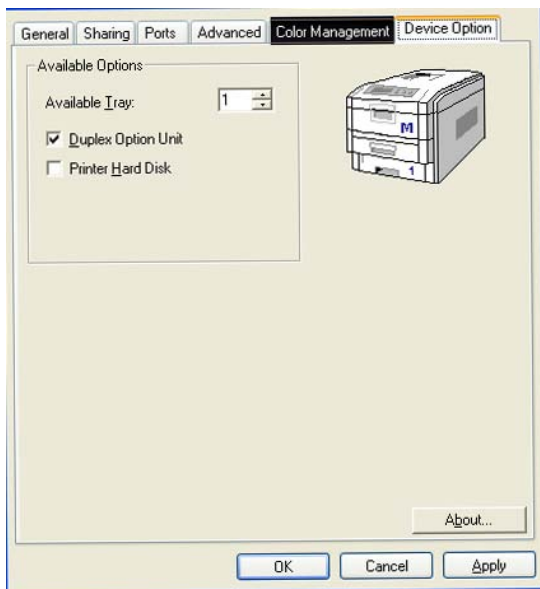 General Sharing Ports Advanced Color Management Device Option
Available Options
Available Tray: 1
Duplex Option Unit
Printer Hard Disk
M
1
About...
OK Cancel Apply